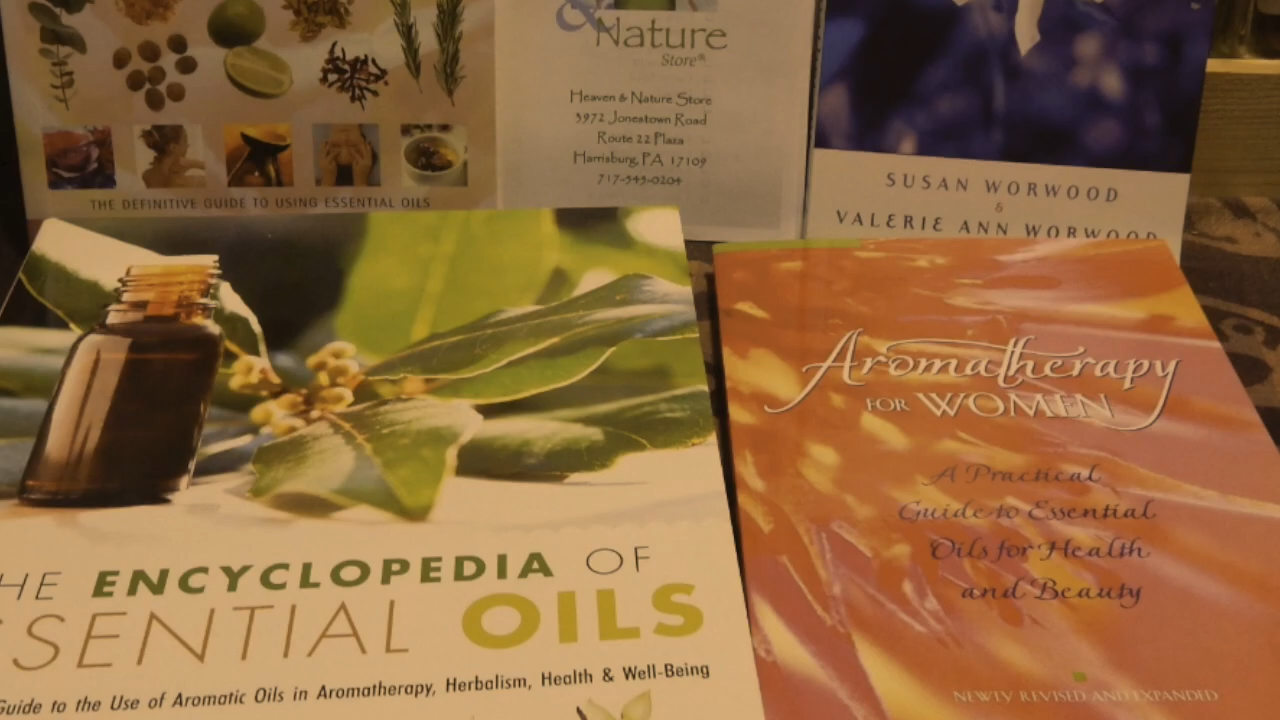 & Nature
Store®
Heaven & Nature Store
3972 Jonestown Road
Route 22 Plaza
Harrisburg, PA 17109
717-545-0204
THE DEFINITIVE GUIDE TO USING ESSENTIAL OILS
SUSAN WORWOOD
&
VALERIE ANN WORWOOD
HE ENCYCLOPEDIA OF
SSENTIAL OILS
Guide to the Use of Aromatic Oils in Aromatherapy, Herbalism, Health & Well-Being
Aromatherapy
FOR WOMEN
A Practical
Guide to Essential
Oils for Health
and Beauty
NEWLY REVISED AND EXPANDED